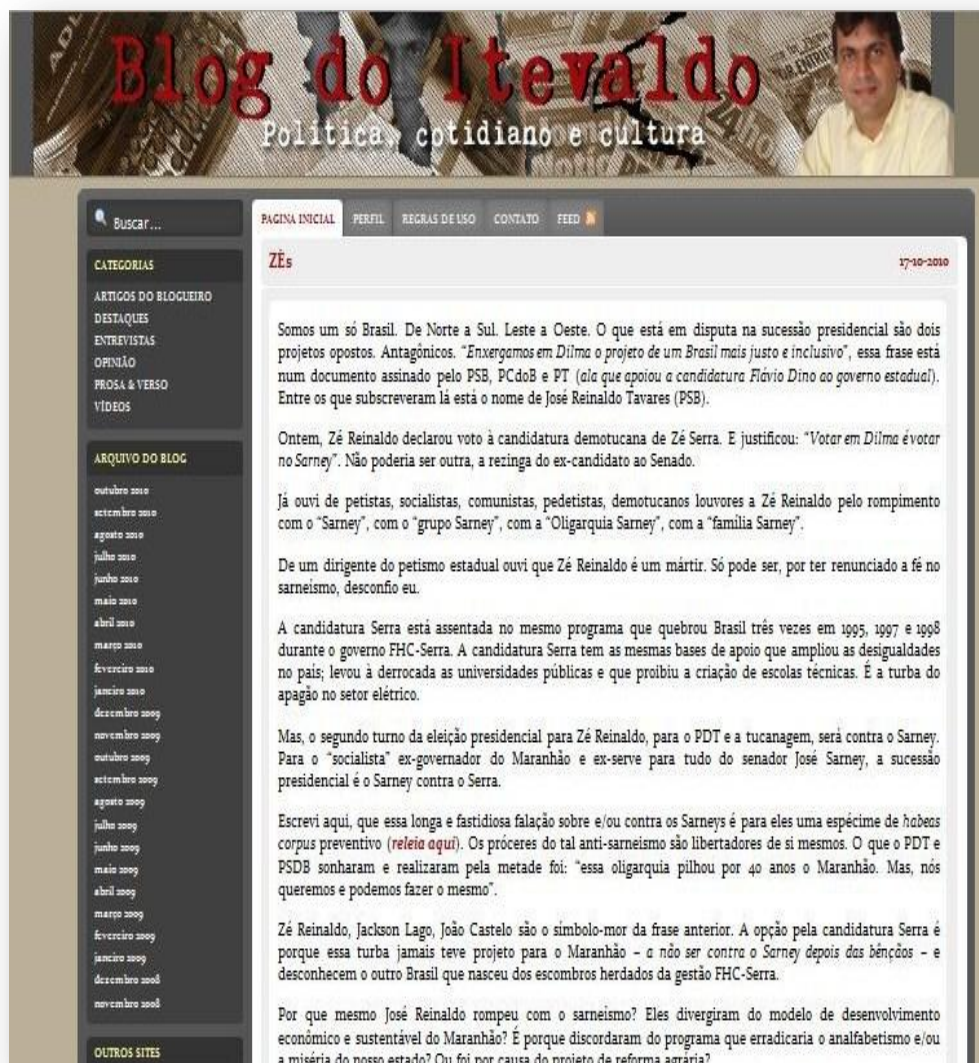 Blog do Itevaldo
Política, cotidiano e cultura
Buscar...
PAGINA INICIAL PERFIL REGRAS DE USO CONTATO FEED
CATEGORIAS
ARTIGOS DO BLOGUEIRO
DESTAQUES
ENTREVISTAS
OPINIÃO
PROSA & VERSO
VÍDEOS
ARQUIVO DO BLOG
outubro 2010
setembro 2010
agosto 2010
julho 2010
junho 2010
maio 2010
abril 2010
março 2010
fevereiro 2010
janeiro 2010
dezembro 2009
novembro 2009
outubro 2009
setembro 2009
agosto 2009
julho 2009
junho 2009
maio 2009
abril 2009
março 2009
fevereiro 2009
janeiro 2009
dezembro 2008
novembro 2008
OUTROS SITES
ZÉs 17-10-2010
Somos um só Brasil. De Norte a Sul. Leste a Oeste. O que está em disputa na sucessão presidencial são dois
projetos opostos. Antagônicos. “Enxergamos em Dilma o projeto de um Brasil mais justo e inclusivo”, essa frase está
num documento assinado pelo PSB, PCdoB e PT (ala que apoiou a candidatura Flávio Dino ao governo estadual).
Entre os que subscreveram lá está o nome de José Reinaldo Tavares (PSB).
Ontem, Zé Reinaldo declarou voto à candidatura demotucana de Zé Serra. E justificou: “Votar em Dilma é votar
no Sarney”. Não poderia ser outra, a rezinga do ex-candidato ao Senado.
Já ouvi de petistas, socialistas, comunistas, pedetistas, demotucanos louvores a Zé Reinaldo pelo rompimento
com o “Sarney”, com o “grupo Sarney”, com a “Oligarquia Sarney”, com a “família Sarney”.
De um dirigente do petismo estadual ouvi que Zé Reinaldo é um mártir. Só pode ser, por ter renunciado a fé no
sarneismo, desconfio eu.
A candidatura Serra está assentada no mesmo programa que quebrou Brasil três vezes em 1995, 1997 e 1998
durante o governo FHC-Serra. A candidatura Serra tem as mesmas bases de apoio que ampliou as desigualdades
no país; levou à derrocada as universidades públicas e que proibiu a criação de escolas técnicas. É a turba do
apagão no setor elétrico.
Mas, o segundo turno da eleição presidencial para Zé Reinaldo, para o PDT e a tucanagem, será contra o Sarney.
Para o “socialista” ex-governador do Maranhão e ex-serve para tudo do senador José Sarney, a sucessão
presidencial é o Sarney contra o Serra.
Escrevi aqui, que essa longa e fastidiosa falação sobre e/ou contra os Sarneys é para eles uma espécime de habeas
corpus preventivo (releia aqui). Os próceres do tal anti-sarneismo são libertadores de si mesmos. O que o PDT e
PSDB sonharam e realizaram pela metade foi: “essa oligarquia pilhou por 40 anos o Maranhão. Mas, nós
queremos e podemos fazer o mesmo”.
Zé Reinaldo, Jackson Lago, João Castelo são o símbolo-mor da frase anterior. A opção pela candidatura Serra é
porque essa turba jamais teve projeto para o Maranhão – a não ser contra o Sarney depois das bênçãos – e
desconhecem o outro Brasil que nasceu dos escombros herdados da gestão FHC-Serra.
Por que mesmo José Reinaldo rompeu com o sarneismo? Eles divergiram do modelo de desenvolvimento
econômico e sustentável do Maranhão? É porque discordaram do programa que erradicaria o analfabetismo e/ou
a miséria do nosso estado? Ou foi por causa do projeto de reforma agrária?